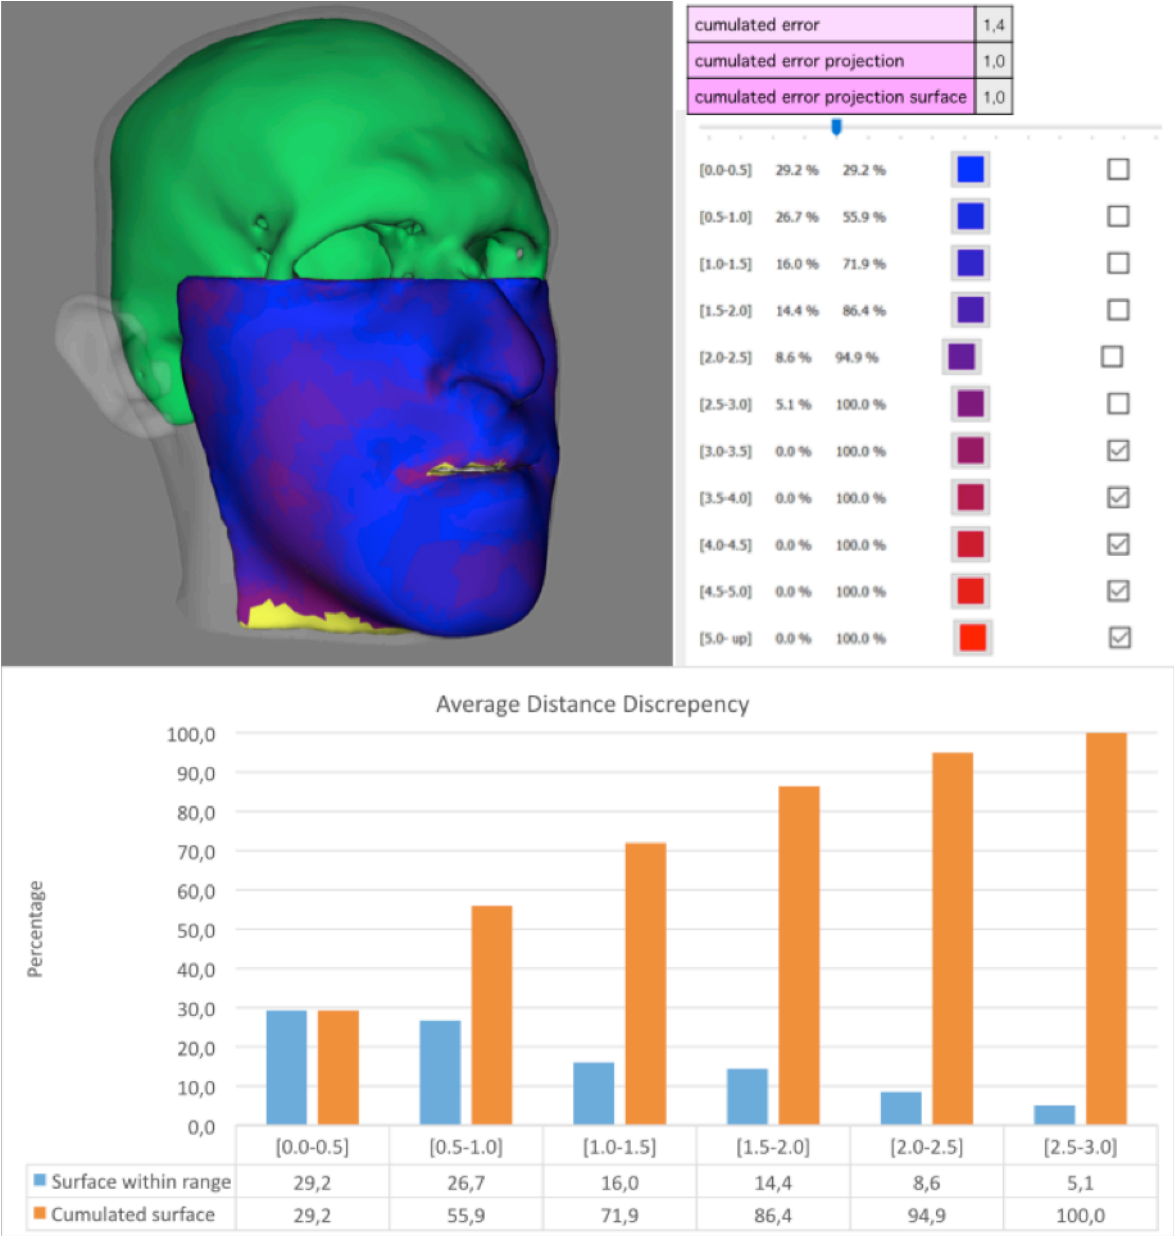 cumulated error 1,4
cumulated error projection 1,0
cumulated error projection surface 1,0
[0.0-0.5] 29.2 % 29.2 %
[0.5-1.0] 26.7 % 55.9 %
[1.0-1.5] 16.0 % 71.9 %
[1.5-2.0] 14.4 % 86.4 %
[2.0-2.5] 8.6 % 94.9 %
[2.5-3.0] 5.1 % 100.0 %
[3.0-3.5] 0.0 % 100.0 %
[3.5-4.0] 0.0 % 100.0 %
[4.0-4.5] 0.0 % 100.0 %
[4.5-5.0] 0.0 % 100.0 %
[5.0- up] 0.0 % 100.0 %
Average Distance Discrepency
Percentage
100,0
90,0
80,0
70,0
60,0
50,0
40,0
30,0
20,0
10,0
0,0
[0.0-0.5] [0.5-1.0] [1.0-1.5] [1.5-2.0] [2.0-2.5] [2.5-3.0]
Surface within range 29,2 26,7 16,0 14,4 8,6 5,1
Cumulated surface 29,2 55,9 71,9 86,4 94,9 100,0